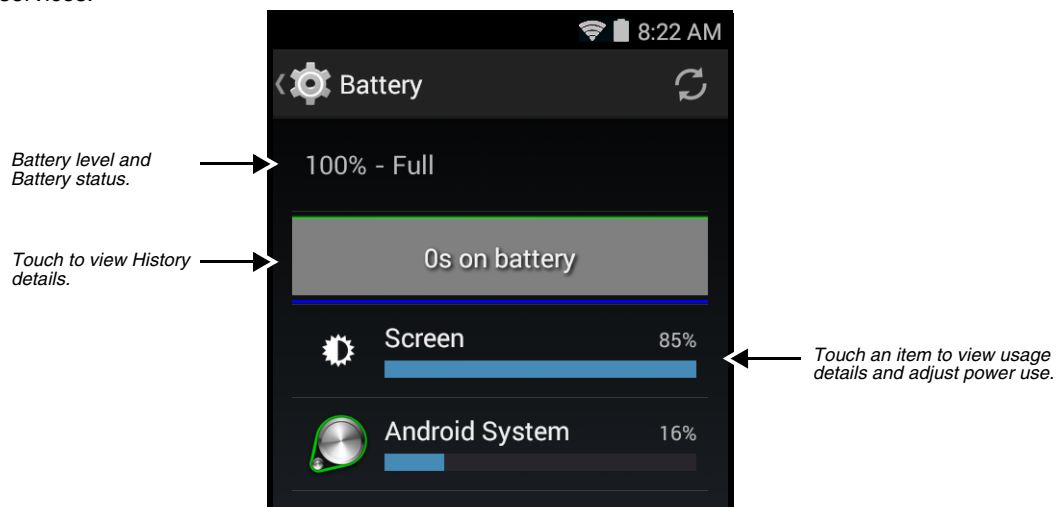 8:22 AM
Battery
Battery level and
Battery status.
100% - Full
Touch to view History
details.
0s on battery
Screen 85%
Touch an item to view usage
details and adjust power use.
Android System 16%